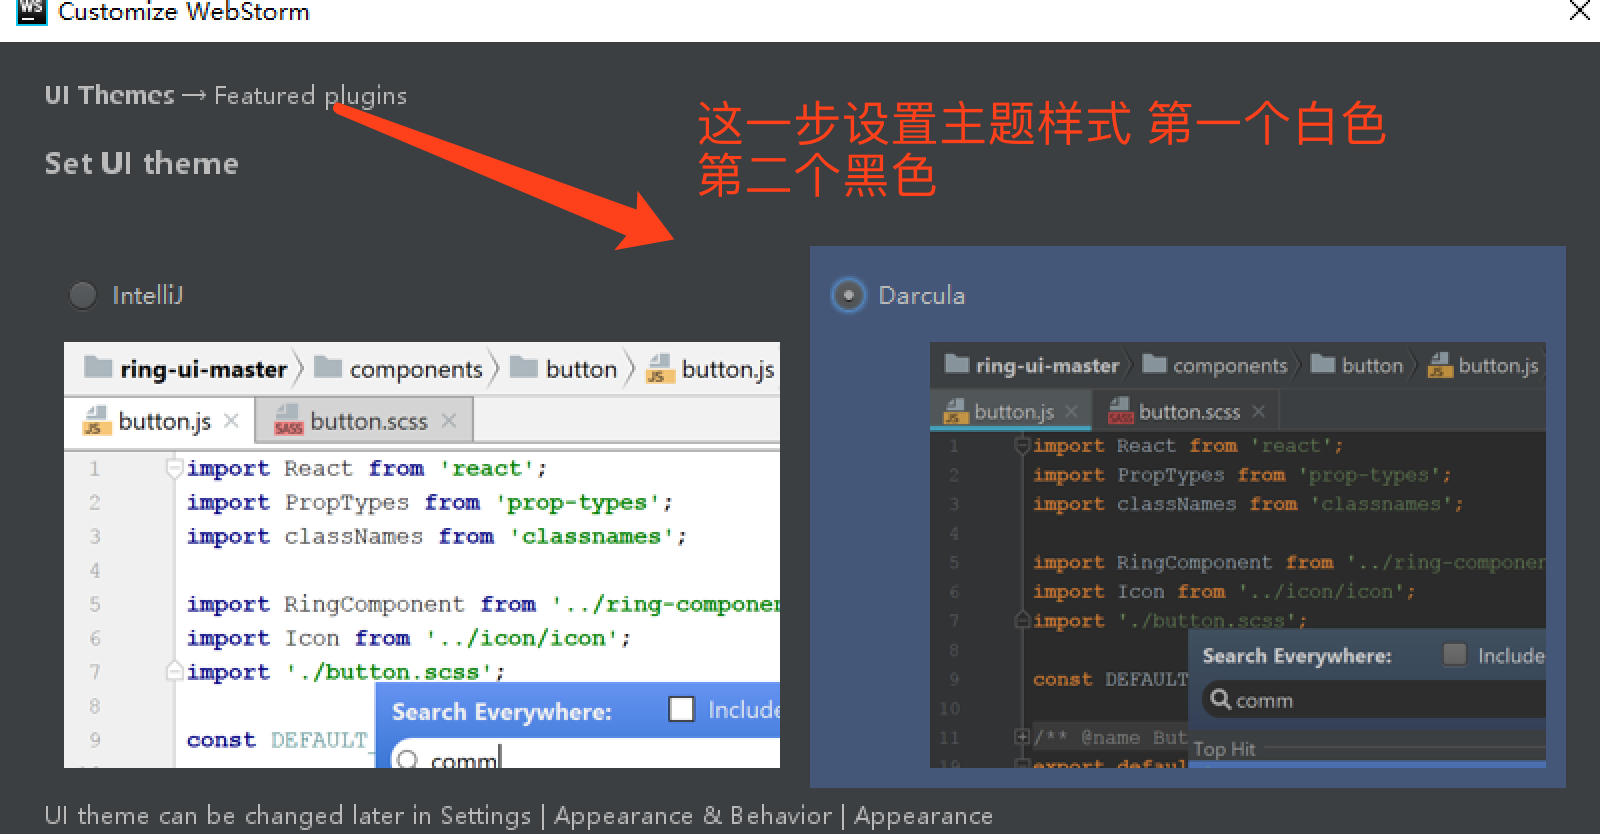 WS Customize WebStorm
UI Themes → Featured plugins
这一步设置主题样式 第一个白色
第二个黑色
Set UI theme
IntelliJ
ring-ui-master components button button.js
button.js button.scss
1 import React from 'react';
2 import PropTypes from 'prop-types';
3 import classNames from 'classnames';
4
5 import RingComponent from '../ring-componen
6 import Icon from '../icon/icon';
7 import './button.scss';
8
9 const DEFAULT_
Search Everywhere: Include
comm
Darcula
ring-ui-master components button button.js
button.js button.scss
1 import React from 'react';
2 import PropTypes from 'prop-types';
3 import classNames from 'classnames';
4
5 import RingComponent from '../ring-componen
6 import Icon from '../icon/icon';
7 import './button.scss';
8
9 const DEFAULT
10
11 /** @name But
export defaul
Search Everywhere: Include
comm
Top Hit
UI theme can be changed later in Settings | Appearance & Behavior | Appearance